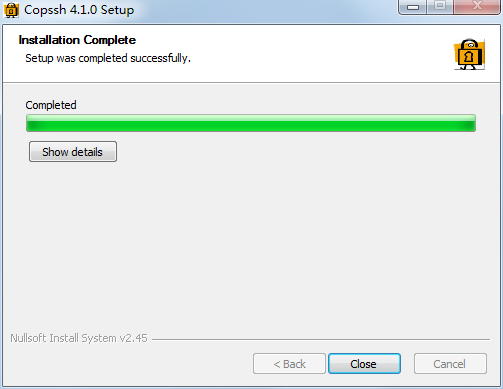 Copssh 4.1.0 Setup
Installation Complete
Setup was completed successfully.
Completed
Show details
Nullsoft Install System v2.45
< Back
Close
Cancel